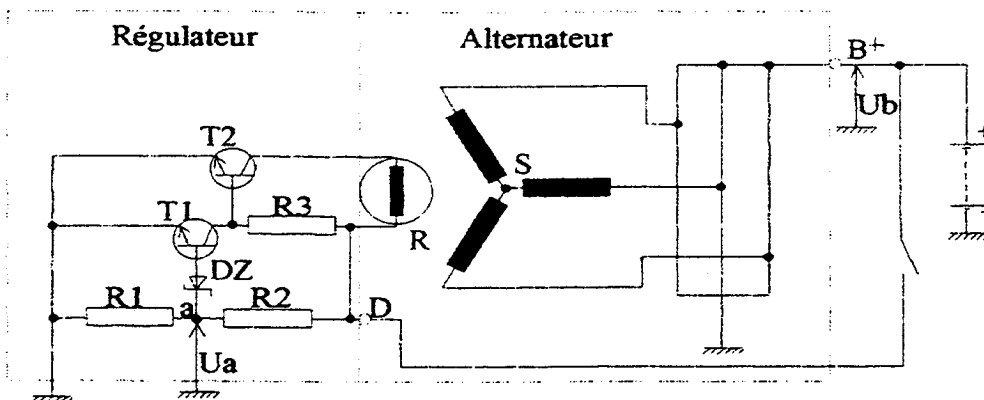 Régulateur
Alternateur
B+
Ub
T2
S
+
T1
R3
R
DZ
R1
a
R2
D
Ua